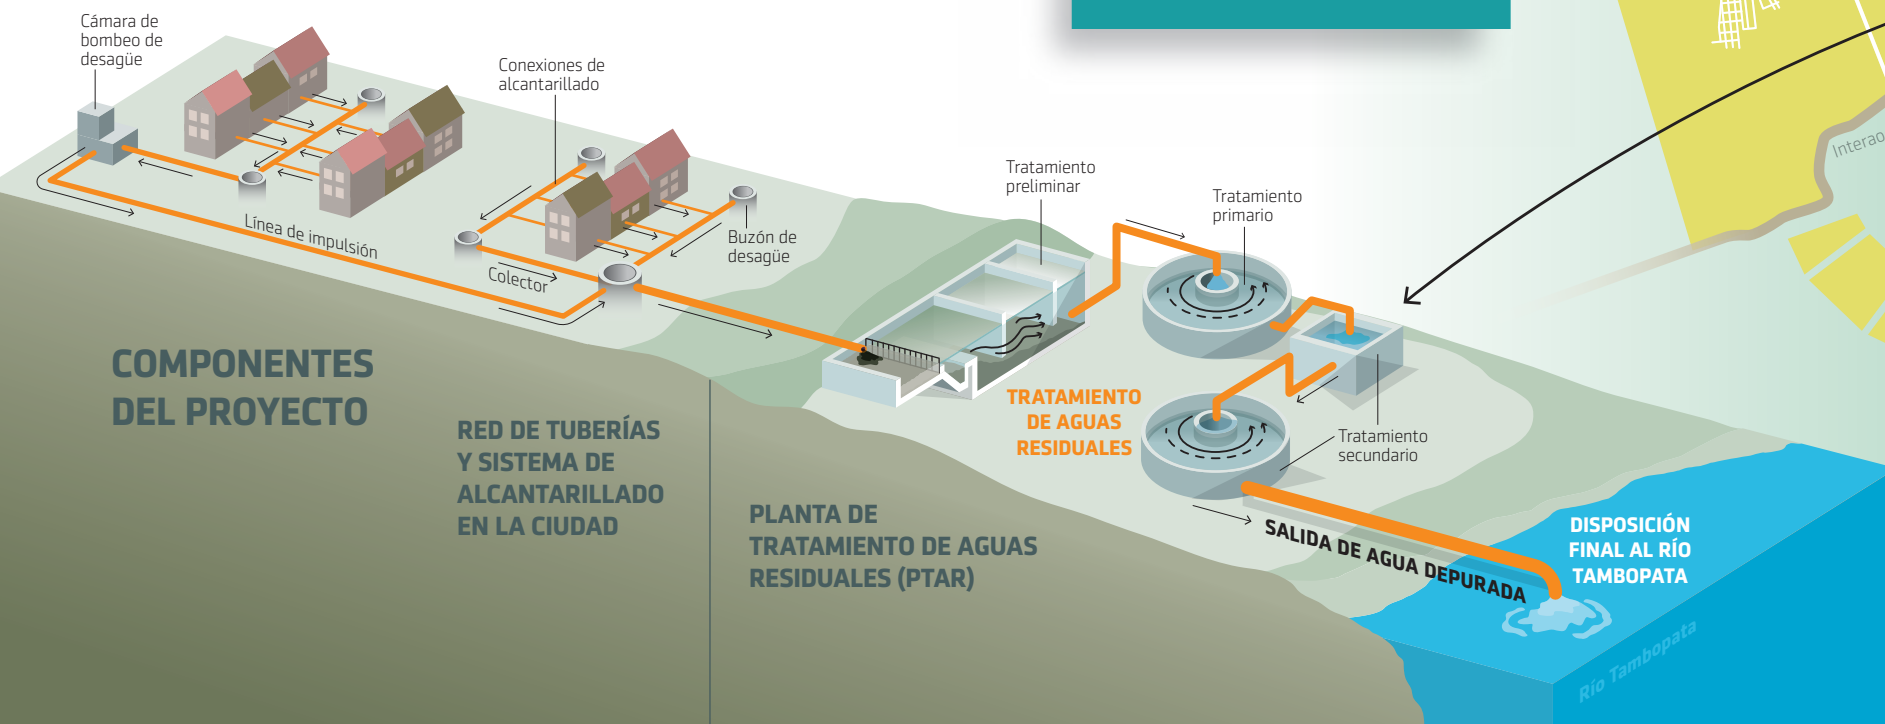 Cámara de
bombeo de
desagüe
Conexiones de
alcantarillado
Línea de impulsión
Colector
Buzón de
desagüe
Tratamiento
preliminar
Tratamiento
primario
TRATAMIENTO
DE AGUAS
RESIDUALES
Tratamiento
secundario
COMPONENTES
DEL PROYECTO
RED DE TUBERÍAS
Y SISTEMA DE
ALCANTARILLADO
EN LA CIUDAD
PLANTA DE
TRATAMIENTO DE AGUAS
RESIDUALES (PTAR)
SALIDA DE AGUA DEPURADA
DISPOSICIÓN
FINAL AL RÍO
TAMBOPATA
Río Tambopata